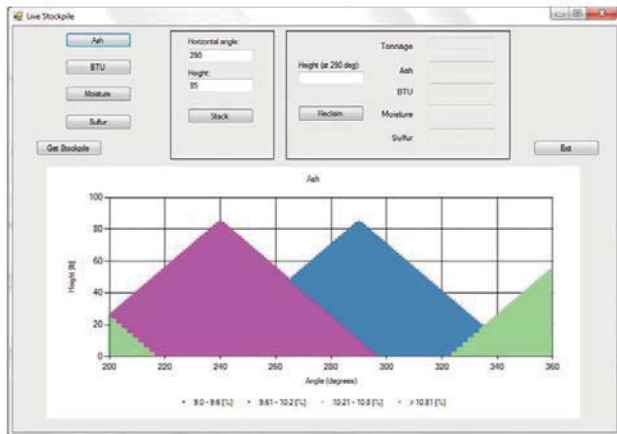 Live Stockpile
Ash
BTU
Moisture
Sulfur
Get Stockpile
Horizontal angle:
290
Height:
85
Stack
Height (at 290 deg):
Reclaim
Tonnage
Ash
BTU
Moisture
Sulfur
Exit
Ash
Height [ft]
100
80
60
40
20
0
200 220 240 260 280 300 320 340 360
Angle (degrees)
9.0 - 9.6 [%] 9.61 - 10.2 [%] 10.21 - 10.8 [%] > 10.81 [%]